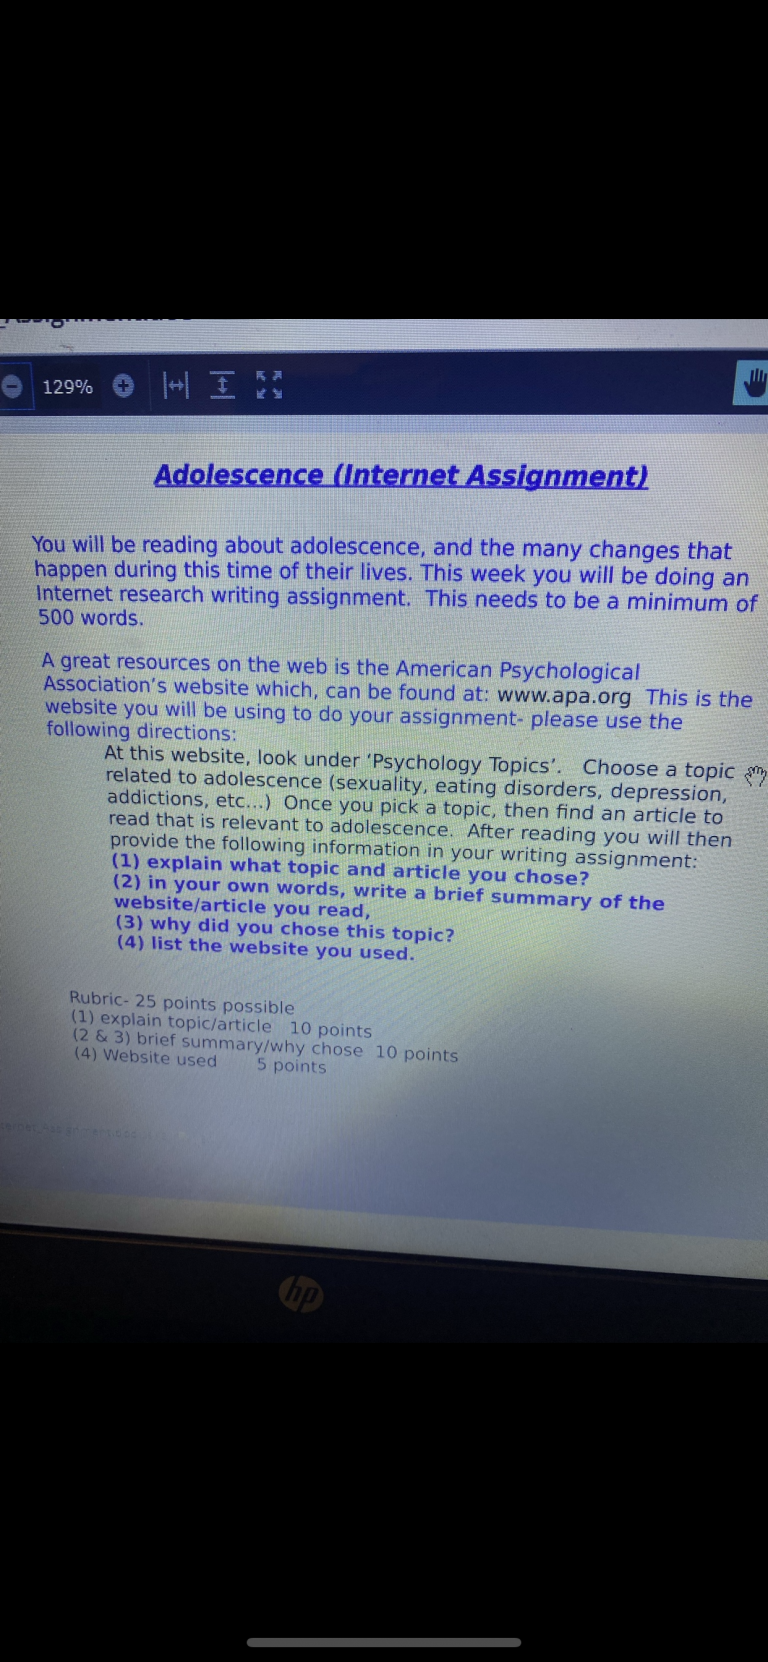 129%
Adolescence (Internet Assignment)
You will be reading about adolescence, and the many changes that
happen during this time of their lives. This week you will be doing an
Internet research writing assignment.  This needs to be a minimum of
500 words.
A great resources on the web is the American Psychological
Association's website which, can be found at: www.apa.org  This is the
website you will be using to do your assignment- please use the
following directions:
At this website, look under 'Psychology Topics'.   Choose a topic
related to adolescence (sexuality, eating disorders, depression,
addictions, etc...)  Once you pick a topic, then find an article to
read that is relevant to adolescence.  After reading you will then
provide the following information in your writing assignment:
(1) explain what topic and article you chose?
(2) in your own words, write a brief summary of the
website/article you read,
(3) why did you chose this topic?
(4) list the website you used.
Rubric- 25 points possible
(1) explain topic/article   10 points
(2 & 3) brief summary/why chose  10 points
(4) Website used       5 points
hp